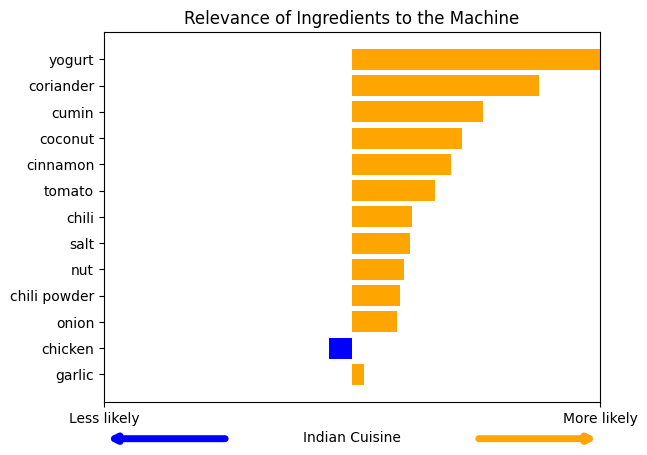 Relevance of Ingredients to the Machine
yogurt
coriander
cumin
coconut
cinnamon
tomato
chili
salt
nut
chili powder
onion
chicken
garlic
Less likely
More likely
Indian Cuisine